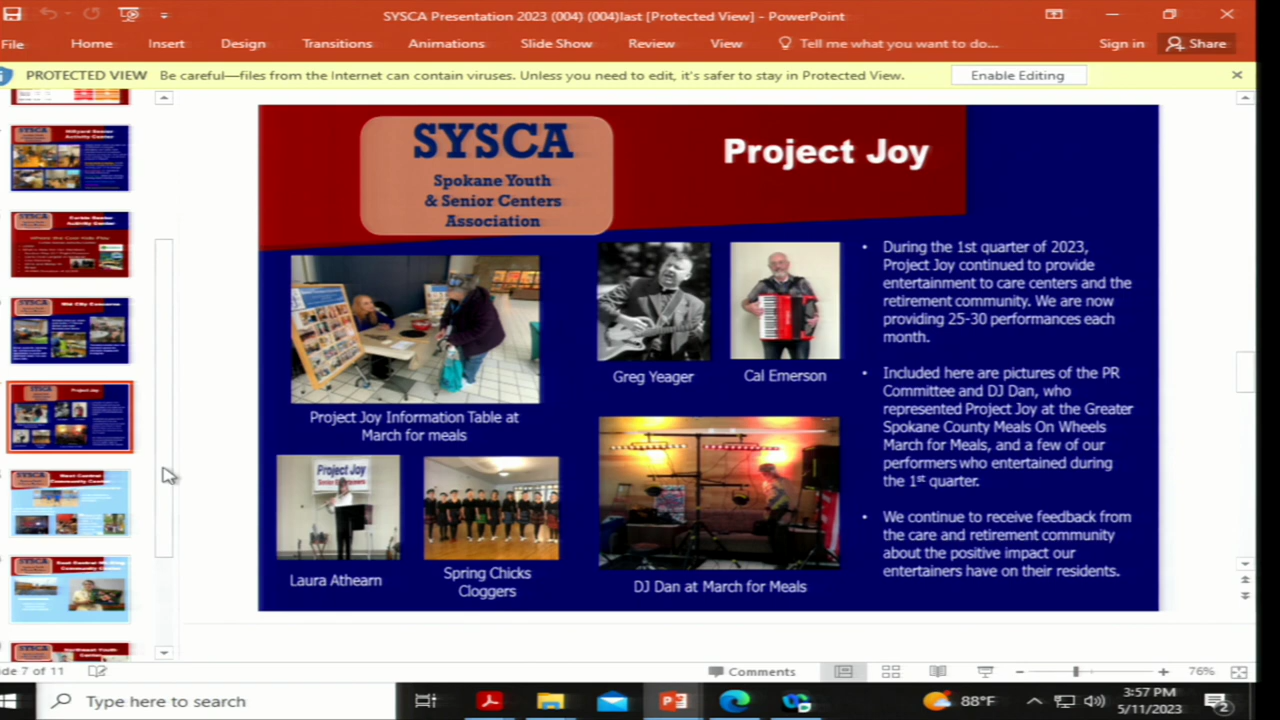 SYSCA Presentation 2023 (004) (004)last [Protected View] - PowerPoint
File Home Insert Design Transitions Animations Slide Show Review View Tell me what you want to do... Sign in Share
PROTECTED VIEW Be careful—files from the Internet can contain viruses. Unless you need to edit, it's safer to stay in Protected View. Enable Editing
SYSCA
Spokane Youth
& Senior Centers
Association
Project Joy
Project Joy Information Table at
March for meals
Project Joy
Laura Athearn
Spring Chicks
Cloggers
Greg Yeager
Cal Emerson
DJ Dan at March for Meals
• During the 1st quarter of 2023,
Project Joy continued to provide
entertainment to care centers and the
retirement community. We are now
providing 25-30 performances each
month.
• Included here are pictures of the PR
Committee and DJ Dan, who
represented Project Joy at the Greater
Spokane County Meals On Wheels
March for Meals, and a few of our
performers who entertained during
the 1st quarter.
• We continue to receive feedback from
the care and retirement community
about the positive impact our
entertainers have on their residents.
ide 7 of 11
Comments
76%
Type here to search
88°F
3:57 PM
5/11/2023
2